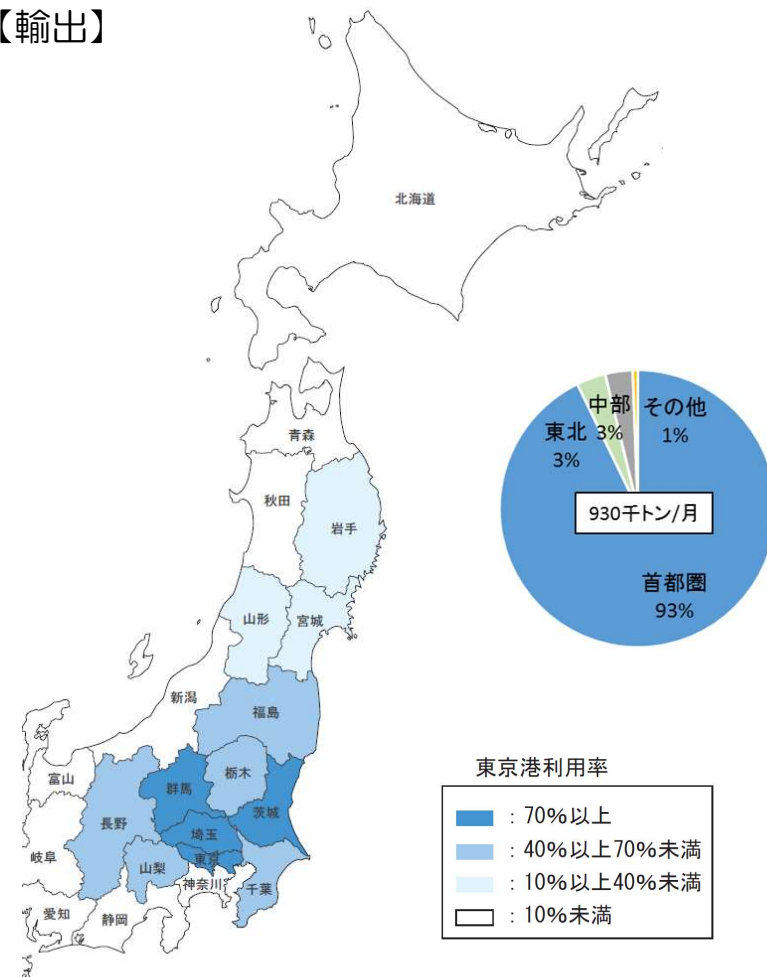 【輸出】
北海道
青森
秋田
岩手
山形
宮城
新潟
福島
富山
群馬
栃木
茨城
長野
埼玉
岐阜
東京
山梨
神奈川
千葉
愛知
静岡
中部
3%
その他
1%
東北
3%
930千トン/月
首都圏
93%
東京港利用率
：70％以上
：40％以上70％未満
：10％以上40％未満
：10％未満